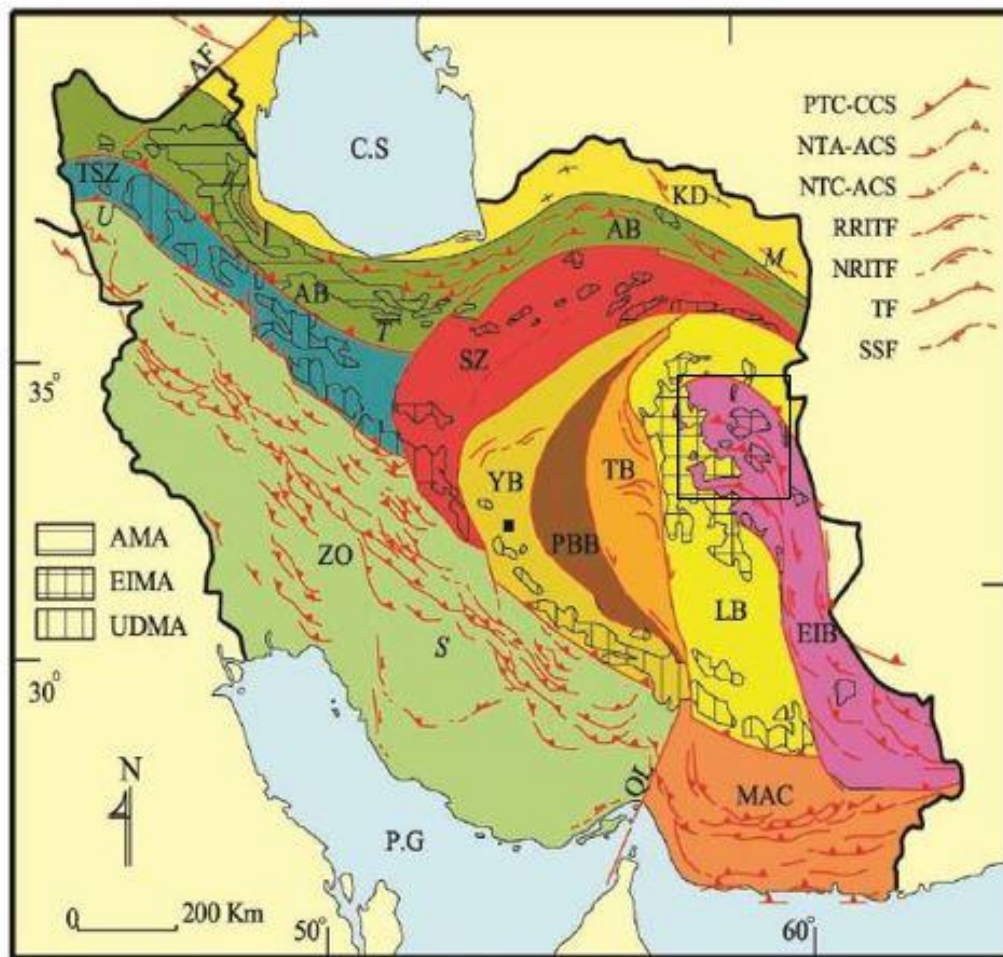 AF
C.S
PTC-CCS
NTA-ACS
NTC-ACS
RRITF
NRITF
TF
SSF
KD
TSZ
U
AB
M
AB
T
SZ
35°
YB
TB
PBB
AMA
EIMA
UDMA
ZO
LB
EIB
S
30°
N
QL
MAC
P.G
0 200 Km
50°
60°